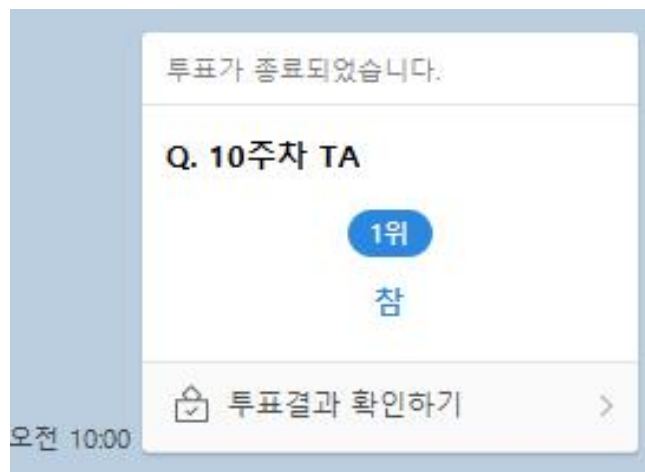 투표가 종료되었습니다.
Q. 10주차 TA
1위
참
투표결과 확인하기
오전 10:00